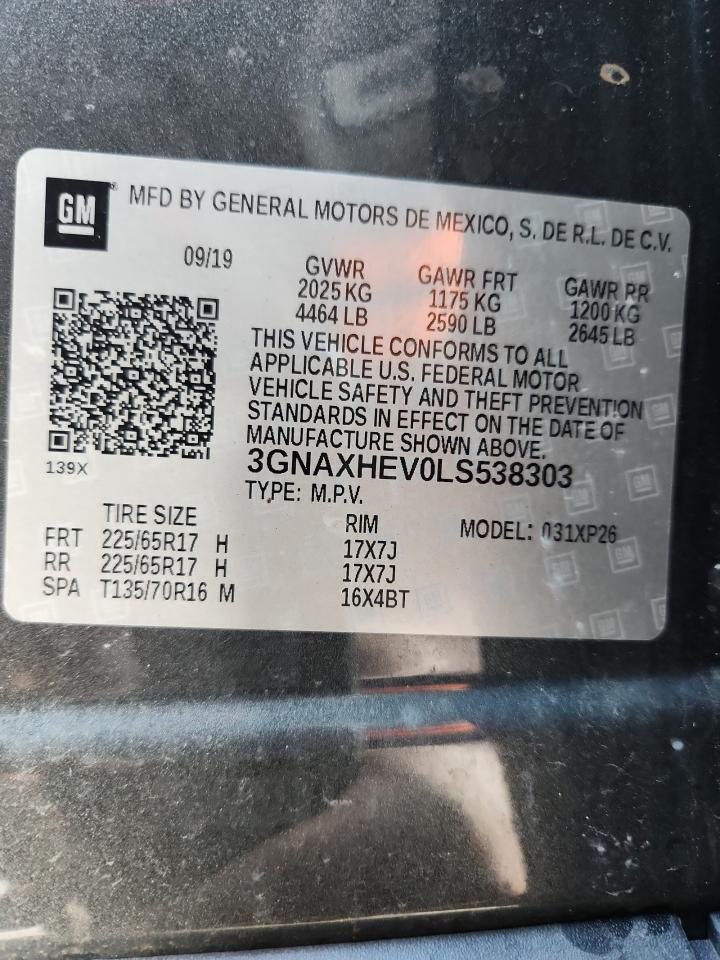 GM
MFD BY GENERAL MOTORS DE MEXICO, S. DE R.L. DE C.V.
09/19 GVWR GAWR FRT GAWR RR
2025 KG 1175 KG 1200 KG
4464 LB 2590 LB 2645 LB
THIS VEHICLE CONFORMS TO ALL
APPLICABLE U.S. FEDERAL MOTOR
VEHICLE SAFETY AND THEFT PREVENTION
STANDARDS IN EFFECT ON THE DATE OF
MANUFACTURE SHOWN ABOVE.
139X
3GNAXHEV0LS538303
TYPE: M.P.V.
TIRE SIZE RIM MODEL: 031XP26
FRT 225/65R17 H 17X7J
RR 225/65R17 H 17X7J
SPA T135/70R16 M 16X4BT